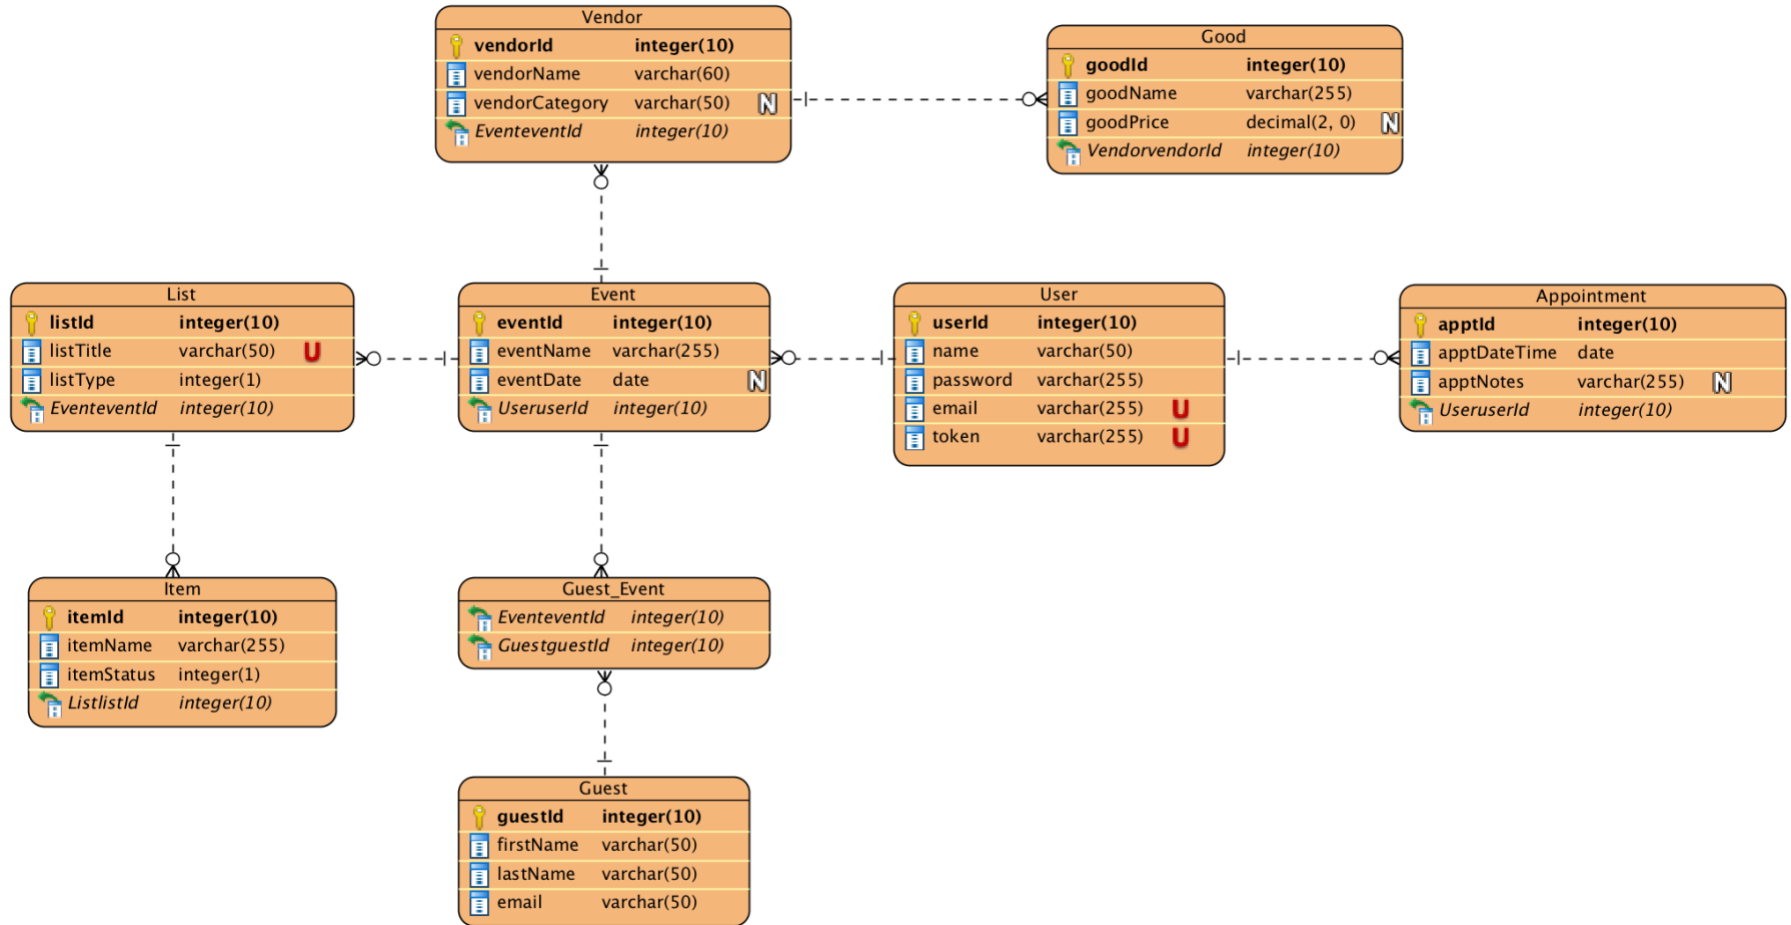 Vendor
vendorId integer(10)
vendorName varchar(60)
vendorCategory varchar(50) N
EventeventId integer(10)
Good
goodId integer(10)
goodName varchar(255)
goodPrice decimal(2, 0) N
VendorvendorId integer(10)
List
listId integer(10)
listTitle varchar(50) U
listType integer(1)
EventeventId integer(10)
Event
eventId integer(10)
eventName varchar(255)
eventDate date N
UseruserId integer(10)
User
userId integer(10)
name varchar(50)
password varchar(255)
email varchar(255) U
token varchar(255) U
Appointment
apptId integer(10)
apptDateTime date
apptNotes varchar(255) N
UseruserId integer(10)
Item
itemId integer(10)
itemName varchar(255)
itemStatus integer(1)
ListlistId integer(10)
Guest_Event
EventeventId integer(10)
GuestguestId integer(10)
Guest
guestId integer(10)
firstName varchar(50)
lastName varchar(50)
email varchar(50)